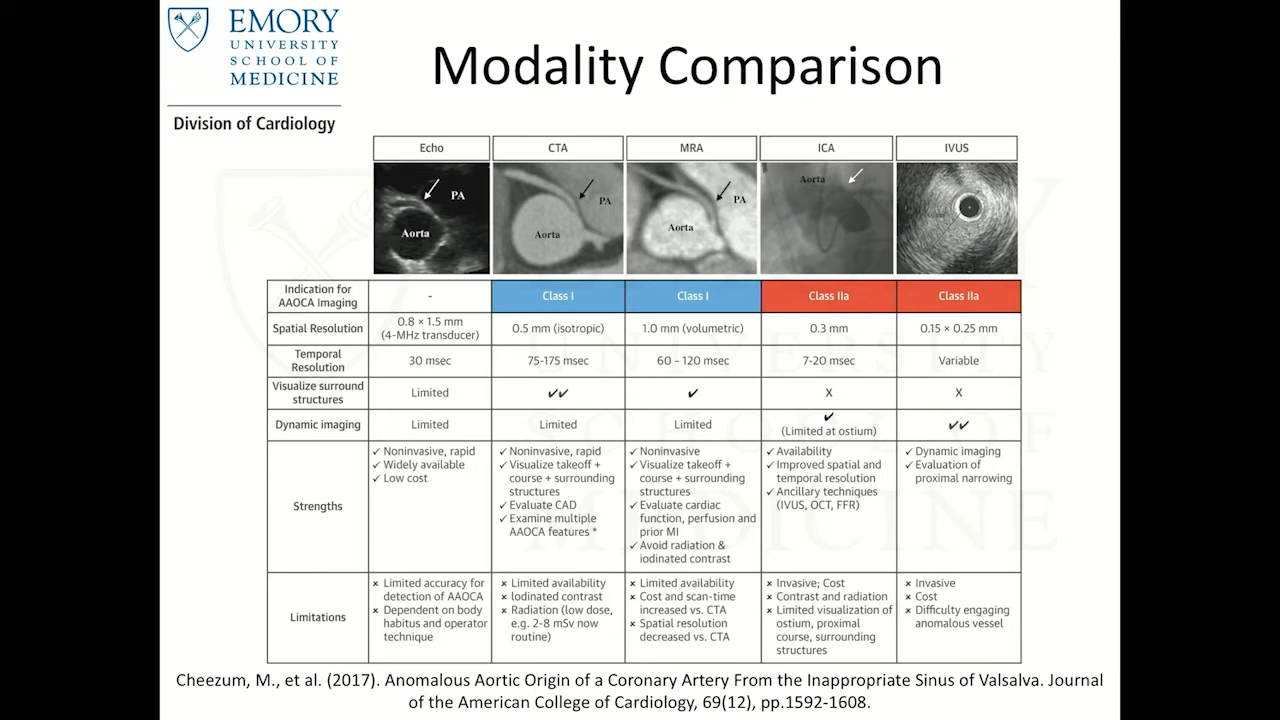 EMORY
UNIVERSITY
SCHOOL OF
MEDICINE
Division of Cardiology
Modality Comparison
Echo CTA MRA ICA IVUS
PA
Aorta
PA
Aorta
PA
Aorta
Aorta
Indication for
AAOCA Imaging
- Class I Class I Class IIa Class IIa
Spatial Resolution
0.8 × 1.5 mm
(4-MHz transducer)
0.5 mm (isotropic) 1.0 mm (volumetric) 0.3 mm 0.15 × 0.25 mm
Temporal
Resolution
30 msec 75-175 msec 60 - 120 msec 7-20 msec Variable
Visualize surround
structures
Limited ✔✔ ✔ X X
Dynamic imaging
Limited Limited Limited
✔
(Limited at ostium)
✔✔
Strengths
✓ Noninvasive, rapid
✓ Widely available
✓ Low cost
✓ Noninvasive, rapid
✓ Visualize takeoff +
course + surrounding
structures
✓ Evaluate CAD
✓ Examine multiple
AAOCA features *
✓ Noninvasive
✓ Visualize takeoff +
course + surrounding
structures
✓ Evaluate cardiac
function, perfusion and
prior MI
✓ Avoid radiation &
iodinated contrast
✓ Availability
✓ Improved spatial and
temporal resolution
✓ Ancillary techniques
(IVUS, OCT, FFR)
✓ Dynamic imaging
✓ Evaluation of
proximal narrowing
Limitations
× Limited accuracy for
detection of AAOCA
× Dependent on body
habitus and operator
technique
× Limited availability
× Iodinated contrast
× Radiation (low dose,
e.g. 2-8 mSv now
routine)
× Limited availability
× Cost and scan-time
increased vs. CTA
× Spatial resolution
decreased vs. CTA
× Invasive; Cost
× Contrast and radiation
× Limited visualization of
ostium, proximal
course, surrounding
structures
× Invasive
× Cost
× Difficulty engaging
anomalous vessel
Cheezum, M., et al. (2017). Anomalous Aortic Origin of a Coronary Artery From the Inappropriate Sinus of Valsalva. Journal
of the American College of Cardiology, 69(12), pp.1592-1608.